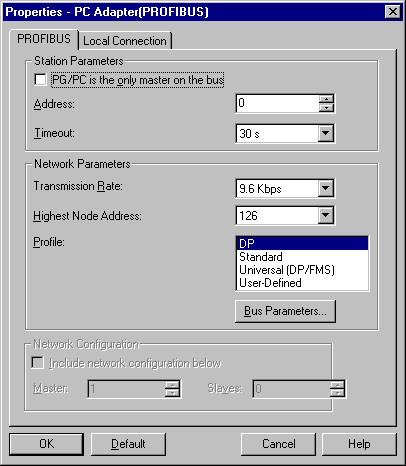 Properties - PC Adapter(PROFIBUS)
PROFIBUS Local Connection
Station Parameters
PG/PC is the only master on the bus
Address: 0
Timeout: 30 s
Network Parameters
Transmission Rate: 9.6 Kbps
Highest Node Address: 126
Profile: DP
Standard
Universal (DP/FMS)
User-Defined
Bus Parameters...
Network Configuration
Include network configuration below
Master: 1 Slaves: 0
OK Default Cancel Help